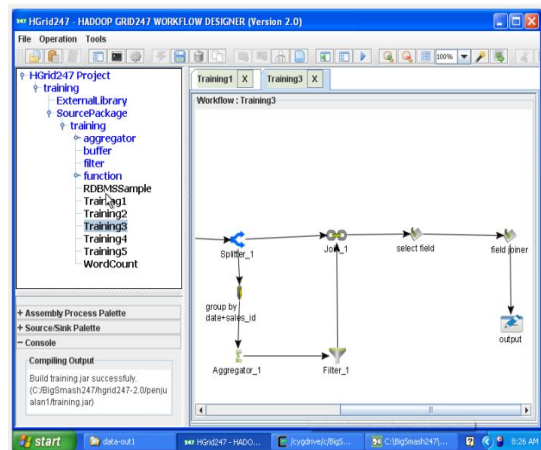 HGrid247 - HADOOP GRID247 WORKFLOW DESIGNER (Version 2.0)
File Operation Tools
100%
HGrid247 Project
training
ExternalLibrary
SourcePackage
training
aggregator
buffer
filter
function
RDBMSSample
Training1
Training2
Training3
Training4
Training5
WordCount
+ Assembly Process Palette
+ Source/Sink Palette
– Console
Compiling Output
Build training.jar successfuly.
(C:/BigSmash247/hgrid247-2.0/penju
alan1/training.jar)
Training1 X Training3 X
Workflow : Training3
Splitter_1
Join_1
select field
field joiner
group by
date+sales_id
output
Aggregator_1
Filter_1
start
data-out1
HGrid247 - HADO...
/cygdrive/c/BigS...
C:\BigSmash247\...
8:26 AM